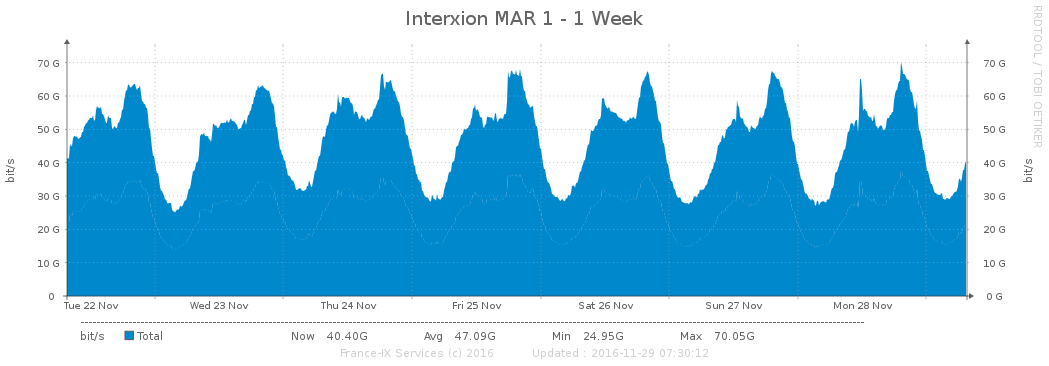 Interxion MAR 1 - 1 Week
RRDTOOL / TOBI OETIKER
bit/s
bit/s
70 G 70 G
60 G 60 G
50 G 50 G
40 G 40 G
30 G 30 G
20 G 20 G
10 G 10 G
0 0 G
Tue 22 Nov Wed 23 Nov Thu 24 Nov Fri 25 Nov Sat 26 Nov Sun 27 Nov Mon 28 Nov
bit/s Total Now 40.40G Avg 47.09G Min 24.95G Max 70.05G
France-IX Services (c) 2016 Updated : 2016-11-29 07:30:12